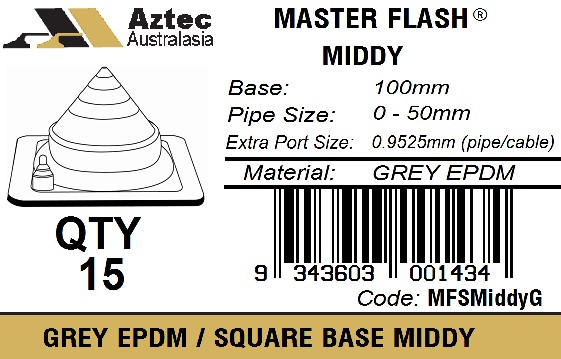 Aztec
Australasia
MASTER FLASH®
MIDDY
Base: 100mm
Pipe Size: 0 - 50mm
Extra Port Size: 0.9525mm (pipe/cable)
Material: GREY EPDM
QTY
15
9 343603 001434
Code: MFSMiddyG
GREY EPDM / SQUARE BASE MIDDY